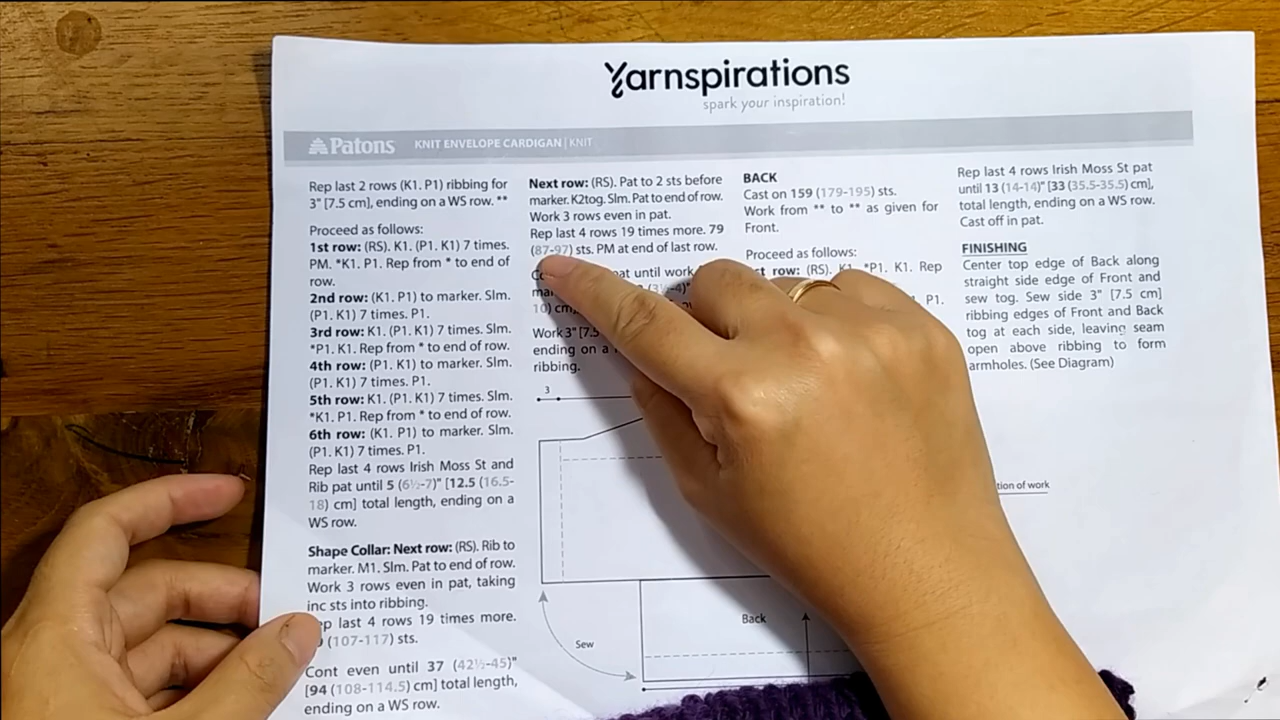 Yarnspirations
spark your inspiration!
Patons KNIT ENVELOPE CARDIGAN | KNIT
Rep last 2 rows (K1. P1) ribbing for
3" [7.5 cm], ending on a WS row. **
Proceed as follows:
1st row: (RS). K1. (P1. K1) 7 times.
PM. *K1. P1. Rep from * to end of
row.
2nd row: (K1. P1) to marker. Slm.
(P1. K1) 7 times. P1.
3rd row: K1. (P1. K1) 7 times. Slm.
*P1. K1. Rep from * to end of row.
4th row: (P1. K1) to marker. Slm.
(P1. K1) 7 times. P1.
5th row: K1. (P1. K1) 7 times. Slm.
*K1. P1. Rep from * to end of row.
6th row: (K1. P1) to marker. Slm.
(P1. K1) 7 times. P1.
Rep last 4 rows Irish Moss St and
Rib pat until 5 (6½-7)" [12.5 (16.5-
18) cm] total length, ending on a
WS row.
Shape Collar: Next row: (RS). Rib to
marker. M1. Slm. Pat to end of row.
Work 3 rows even in pat, taking
inc sts into ribbing.
last 4 rows 19 times more.
(107-117) sts.
Cont even until 37 (42½-45)"
[94 (108-114.5) cm] total length,
ending on a WS row.
Next row: (RS). Pat to 2 sts before
marker. K2tog. Slm. Pat to end of row.
Work 3 rows even in pat.
Rep last 4 rows 19 times more. 79
(87-97) sts. PM at end of last row.
pat until work
(3½-4)"
10) cm]
Work 3" [7.5
ending on a
ribbing.
3
Sew
Back
BACK
Cast on 159 (179-195) sts.
Work from ** to ** as given for
Front.
Proceed as follows:
row: (RS). K1. *P1. K1. Rep
P1.
Rep last 4 rows Irish Moss St pat
until 13 (14-14)" [33 (35.5-35.5) cm],
total length, ending on a WS row.
Cast off in pat.
FINISHING
Center top edge of Back along
straight side edge of Front and
sew tog. Sew side 3" [7.5 cm]
ribbing edges of Front and Back
tog at each side, leaving seam
open above ribbing to form
armholes. (See Diagram)
of work